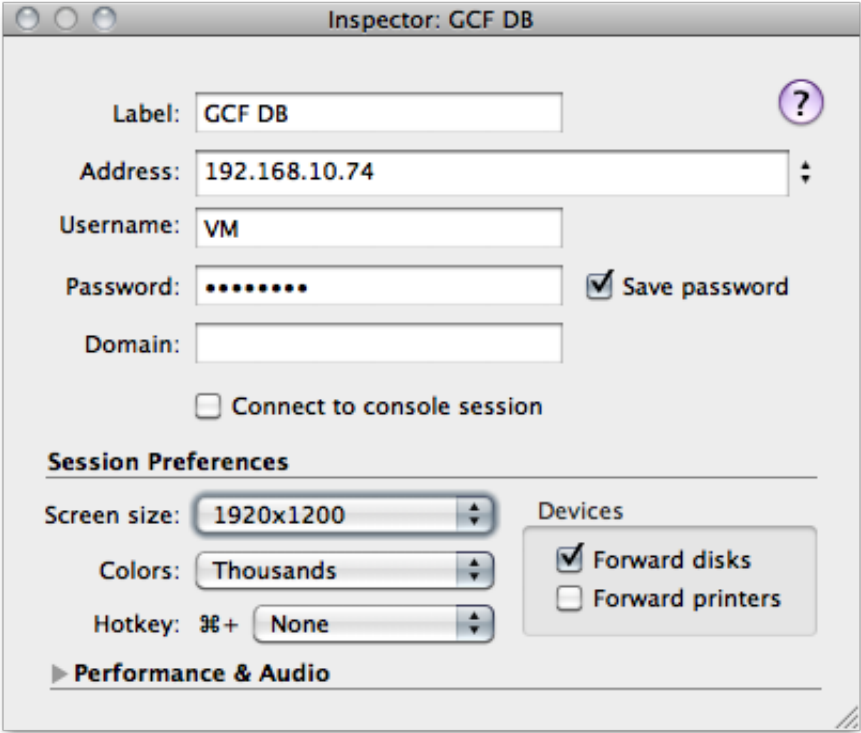 Inspector: GCF DB
Label: GCF DB
?
Address: 192.168.10.74
Username: VM
Password: ••••••••
Save password
Domain:
Connect to console session
Session Preferences
Screen size: 1920x1200
Devices
Colors: Thousands
Forward disks
Forward printers
Hotkey: ⌘+ None
Performance & Audio